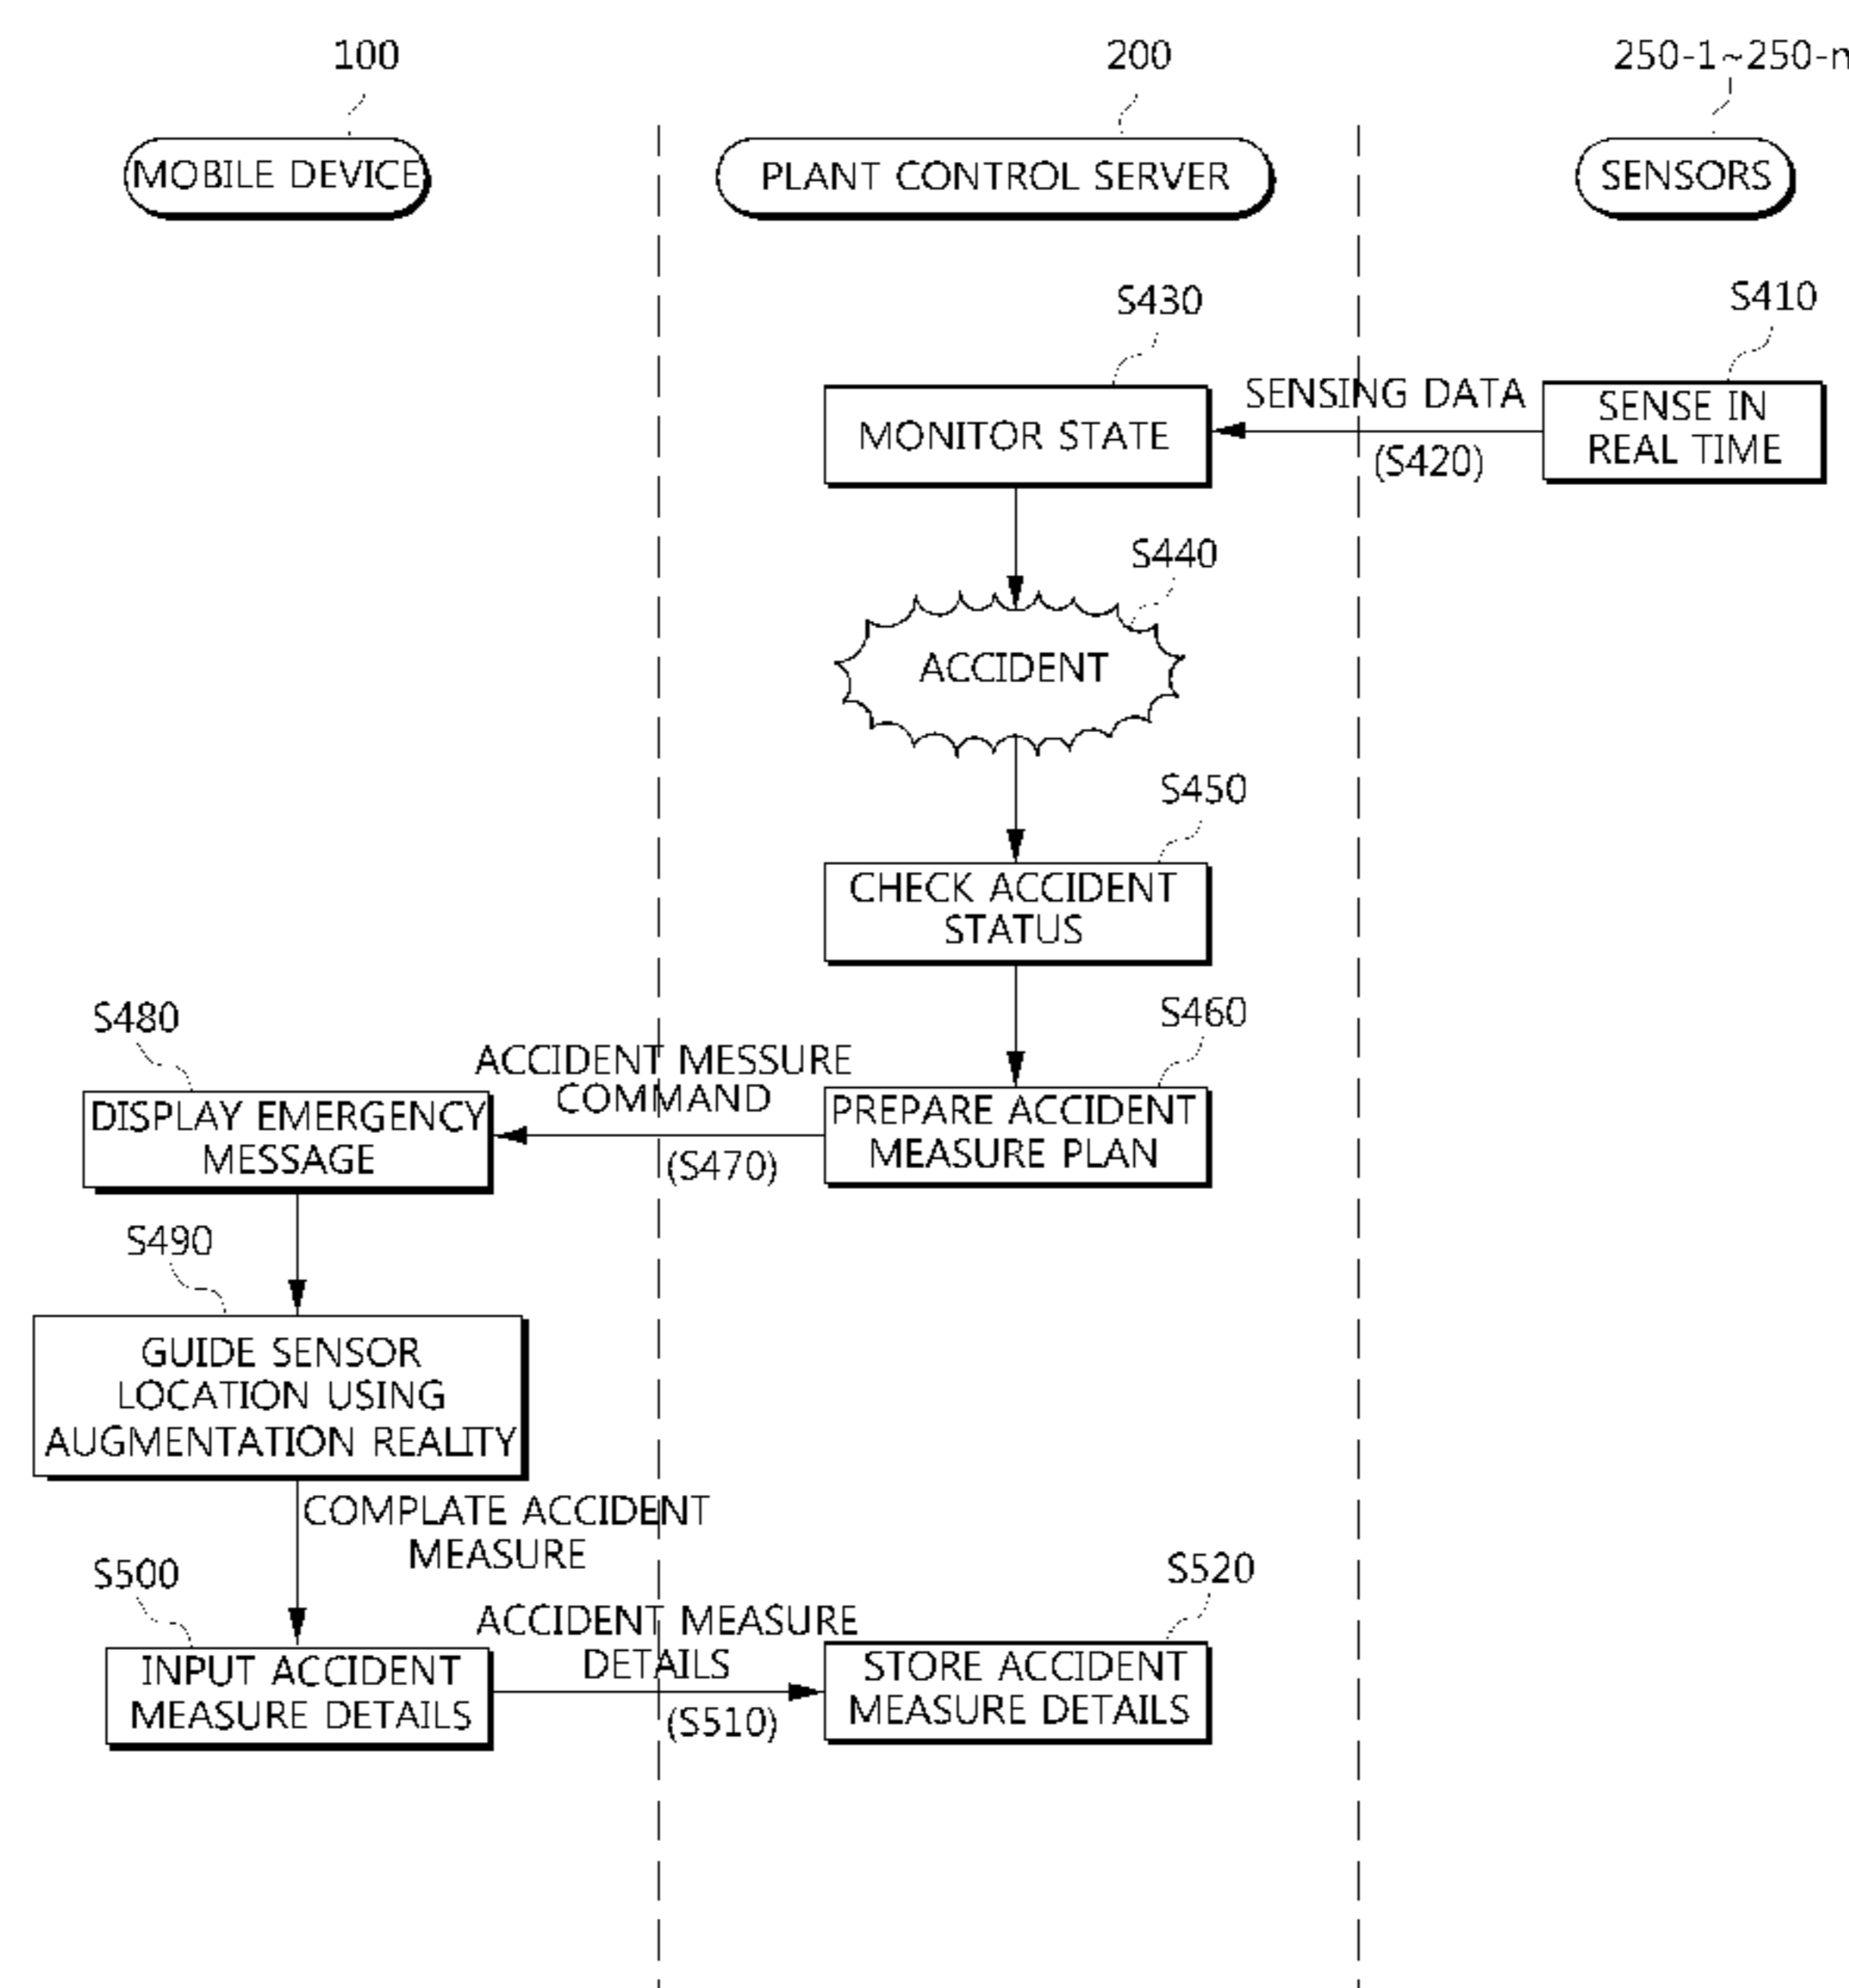 100
200
250-1~250-n
MOBILE DEVICE
PLANT CONTROL SERVER
SENSORS
S430
S410
MONITOR STATE
SENSING DATA
(S420)
SENSE IN
REAL TIME
S440
ACCIDENT
S450
CHECK ACCIDENT
STATUS
S460
PREPARE ACCIDENT
MEASURE PLAN
ACCIDENT MESSURE
COMMAND
(S470)
S480
DISPLAY EMERGENCY
MESSAGE
S490
GUIDE SENSOR
LOCATION USING
AUGMENTATION REALITY
COMPLATE ACCIDENT
MEASURE
S500
INPUT ACCIDENT
MEASURE DETAILS
ACCIDENT MEASURE
DETAILS
(S510)
S520
STORE ACCIDENT
MEASURE DETAILS